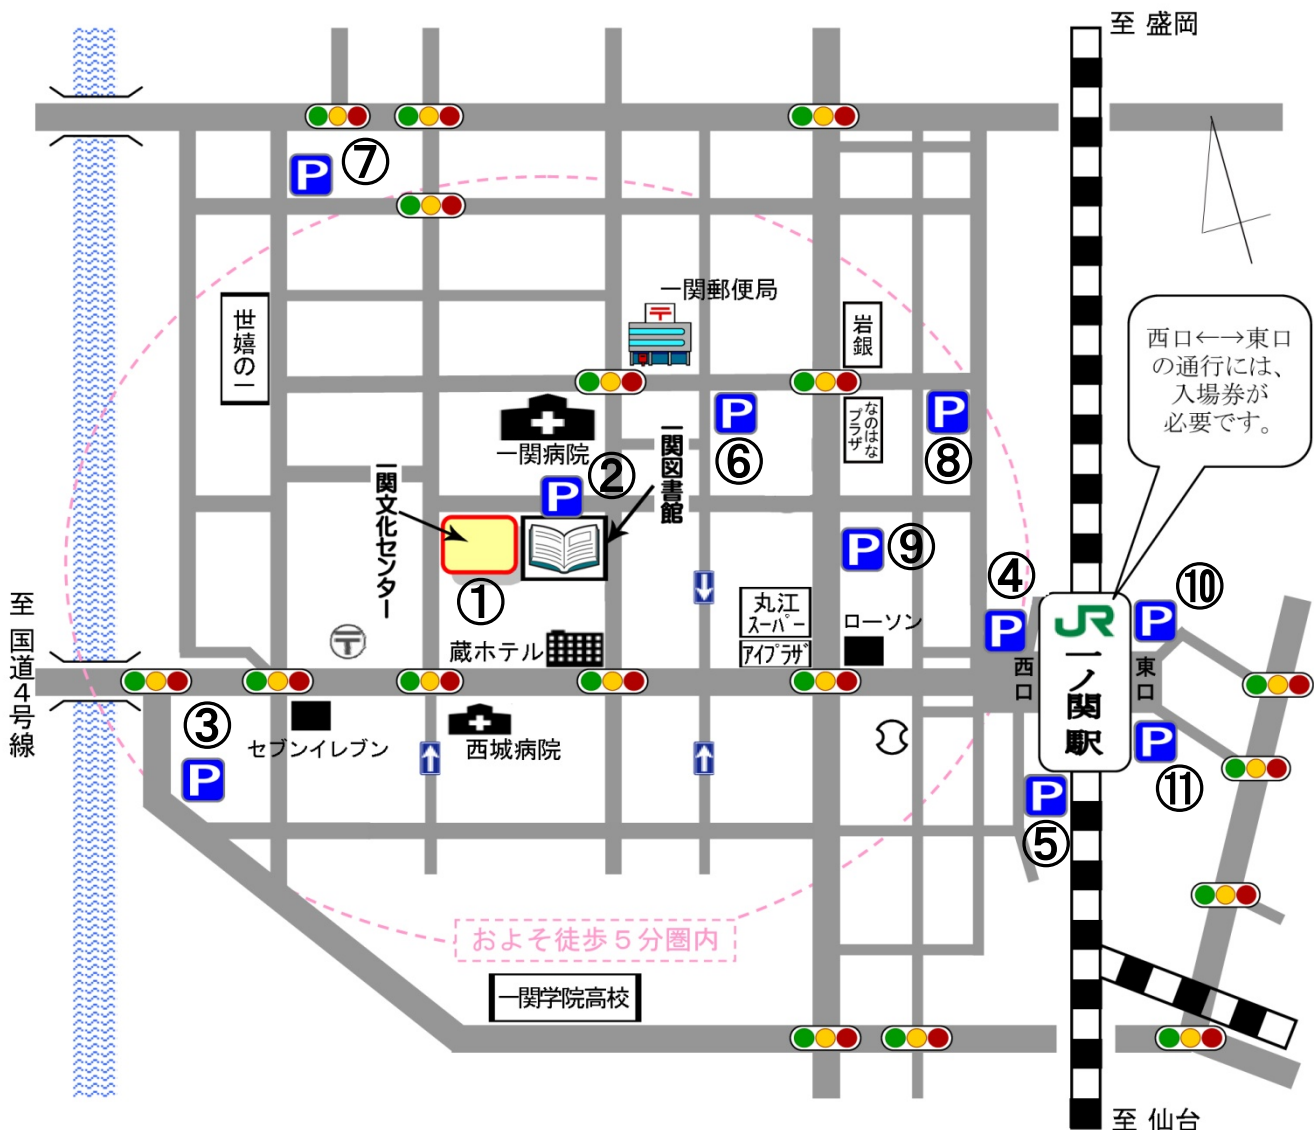 至 盛岡
⑦
一関郵便局
世嬉の一
岩銀
西口←→東口
の通行には、
入場券が
必要です。
なのはな
プラザ
P
P
P
⑥
⑧
一関病院
②
P
一関図書館
一関文化センター
P
⑨
①
④
⑩
P
P
JR
一ノ関駅
西口
東口
丸江
スーパー
アイプラザ
ローソン
蔵ホテル
至 国道4号線
③
P
セブンイレブン
西城病院
P
⑪
P
⑤
およそ徒歩５分圏内
一関学院高校
至 仙台